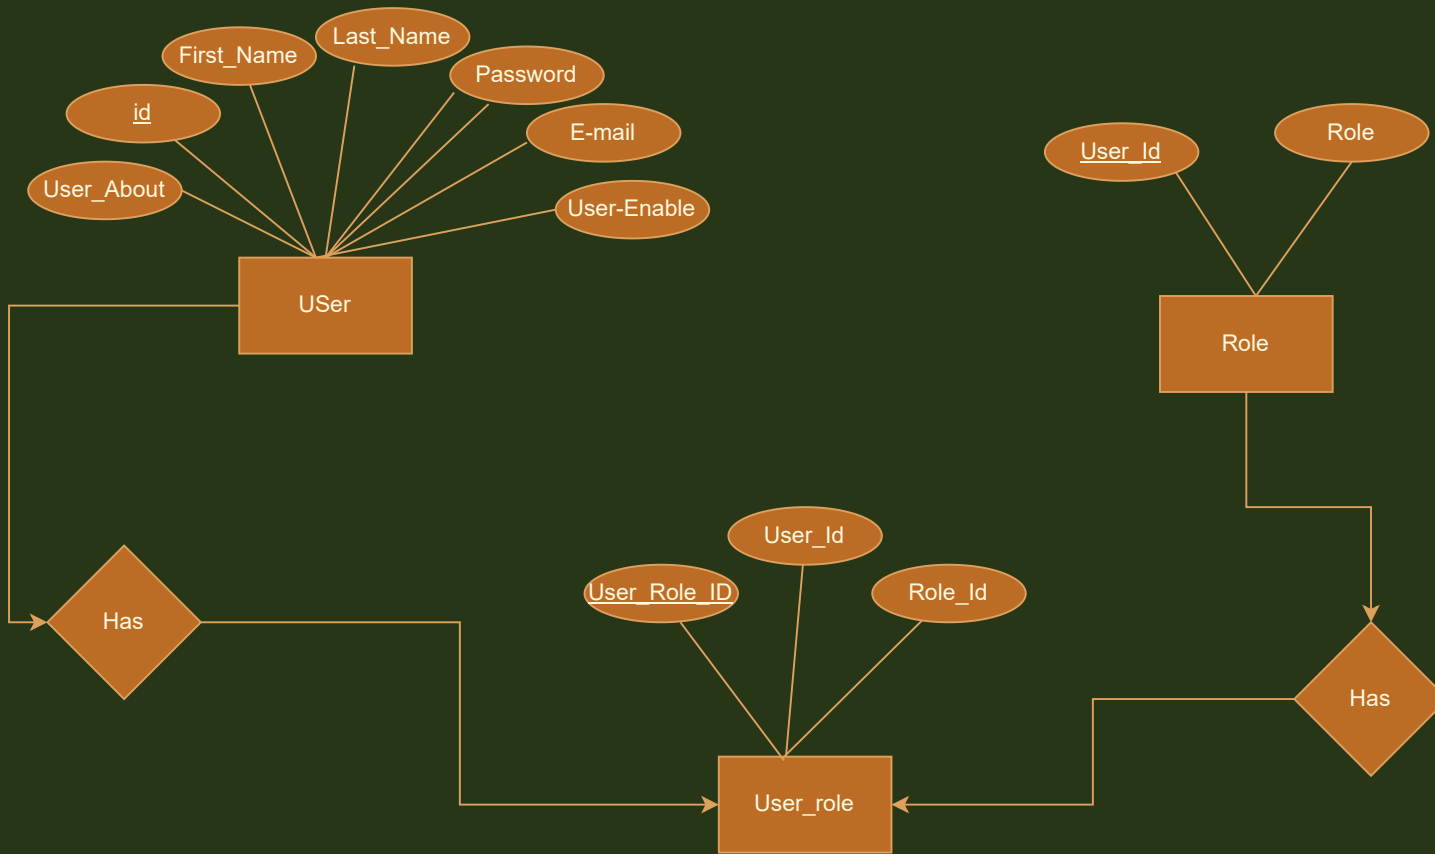 Last_Name
First_Name
Password
id
E-mail
User_About
User-Enable
USer
User_Id
Role
Role
User_Id
User_Role_ID
Role_Id
Has
Has
User_role